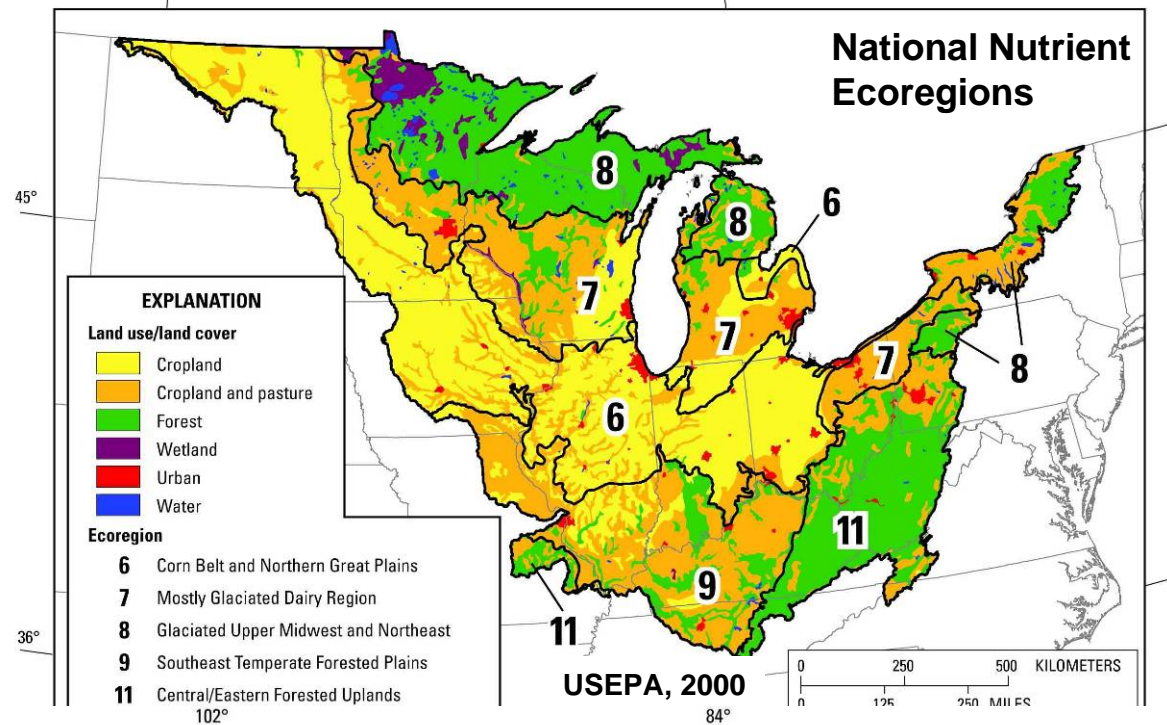 National Nutrient
Ecoregions
45°
36°
102°
84°
8
8
6
7
7
7
8
6
11
9
11
EXPLANATION
Land use/land cover
Cropland
Cropland and pasture
Forest
Wetland
Urban
Water
Ecoregion
6 Corn Belt and Northern Great Plains
7 Mostly Glaciated Dairy Region
8 Glaciated Upper Midwest and Northeast
9 Southeast Temperate Forested Plains
11 Central/Eastern Forested Uplands
USEPA, 2000
0 250 500 KILOMETERS
0 125 250 MILES